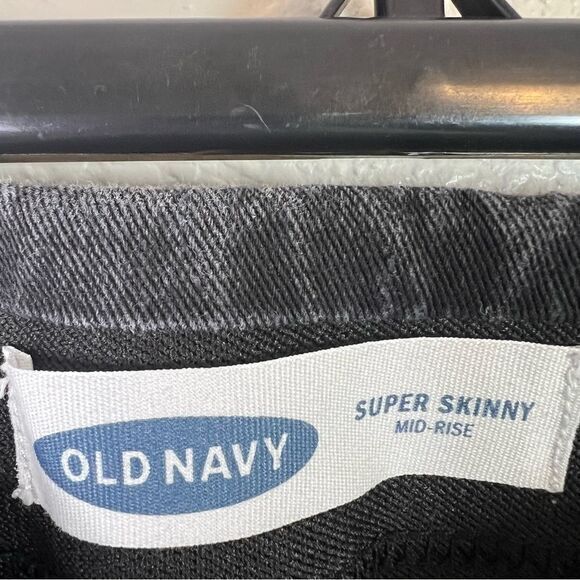 OLD NAVY
SUPER SKINNY
MID-RISE